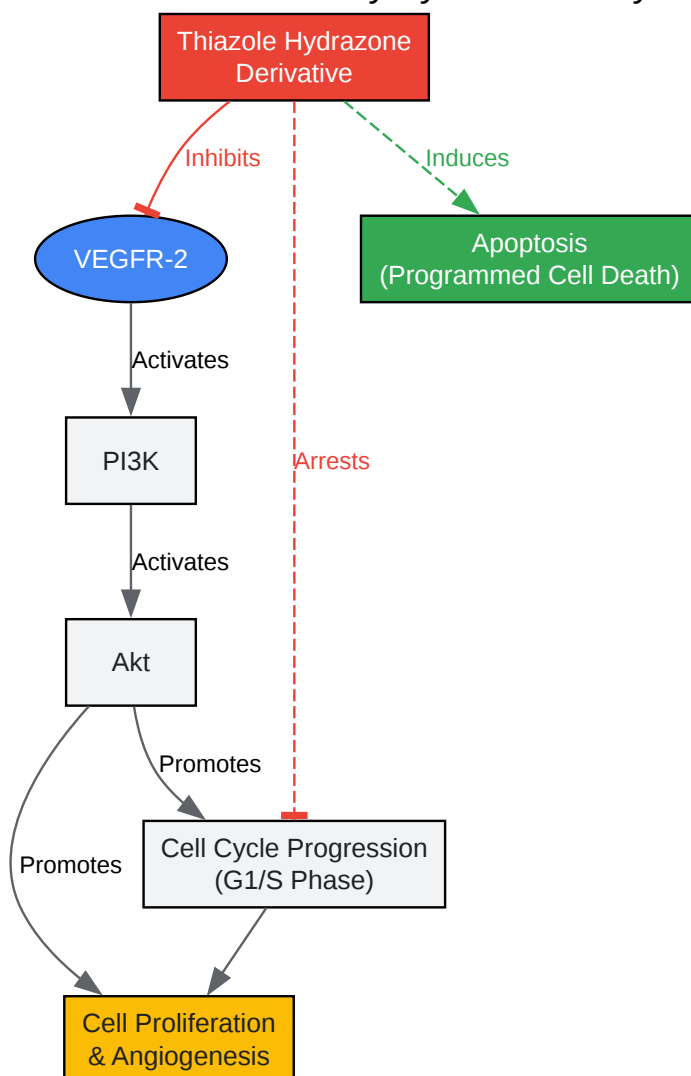 Thiazole Hydrazone
Derivative
Inhibits
Induces
VEGFR-2
Apoptosis
(Programmed Cell Death)
Activates
PI3K
Arrests
Activates
Akt
Promotes
Cell Cycle Progression
(G1/S Phase)
Promotes
Cell Proliferation
& Angiogenesis